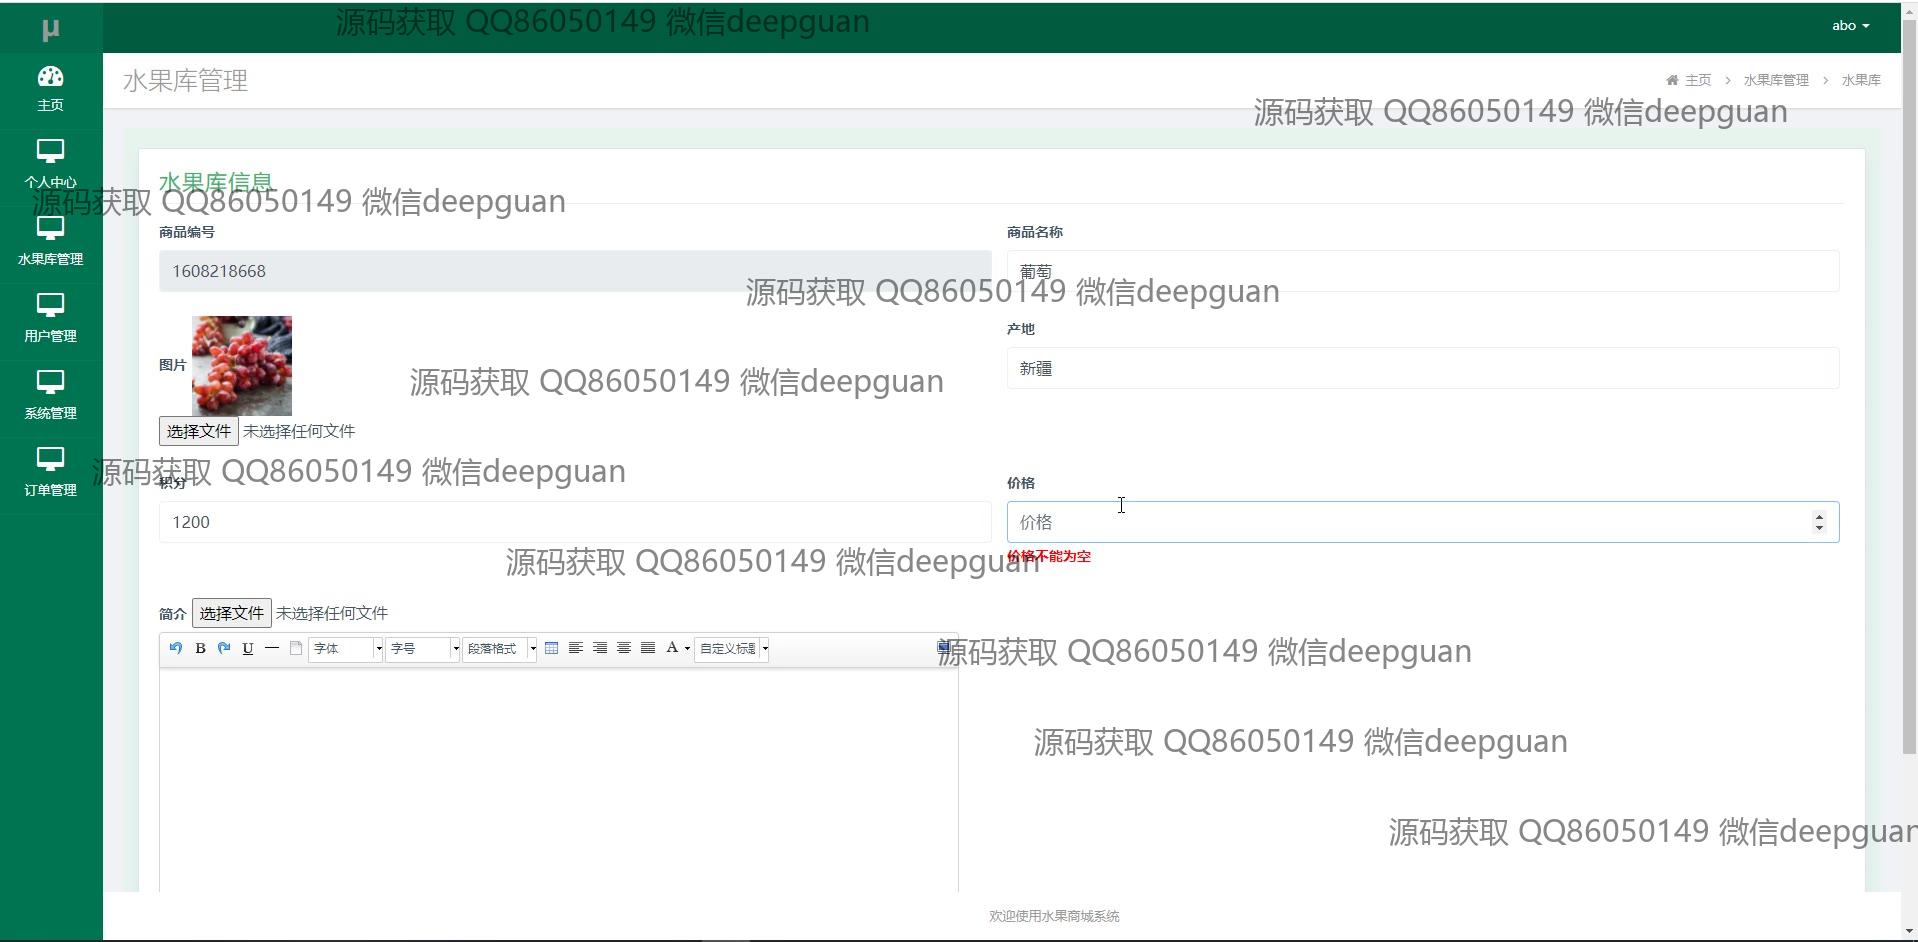 源码获取 QQ86050149 微信deepguan
μ
abo
主页
个人中心
水果库管理
用户管理
系统管理
订单管理
水果库管理
主页 > 水果库管理 > 水果库
源码获取 QQ86050149 微信deepguan
水果库信息
源码获取 QQ86050149 微信deepguan
商品编号
商品名称
1608218668
葡萄
源码获取 QQ86050149 微信deepguan
产地
图片
新疆
源码获取 QQ86050149 微信deepguan
选择文件 未选择任何文件
源码获取 QQ86050149 微信deepguan
积分
价格
1200
价格
价格不能为空
源码获取 QQ86050149 微信deepguan
简介 选择文件 未选择任何文件
B U 字体 字号 段落格式 A 自定义标题
源码获取 QQ86050149 微信deepguan
源码获取 QQ86050149 微信deepguan
源码获取 QQ86050149 微信deepguan
欢迎使用水果商城系统